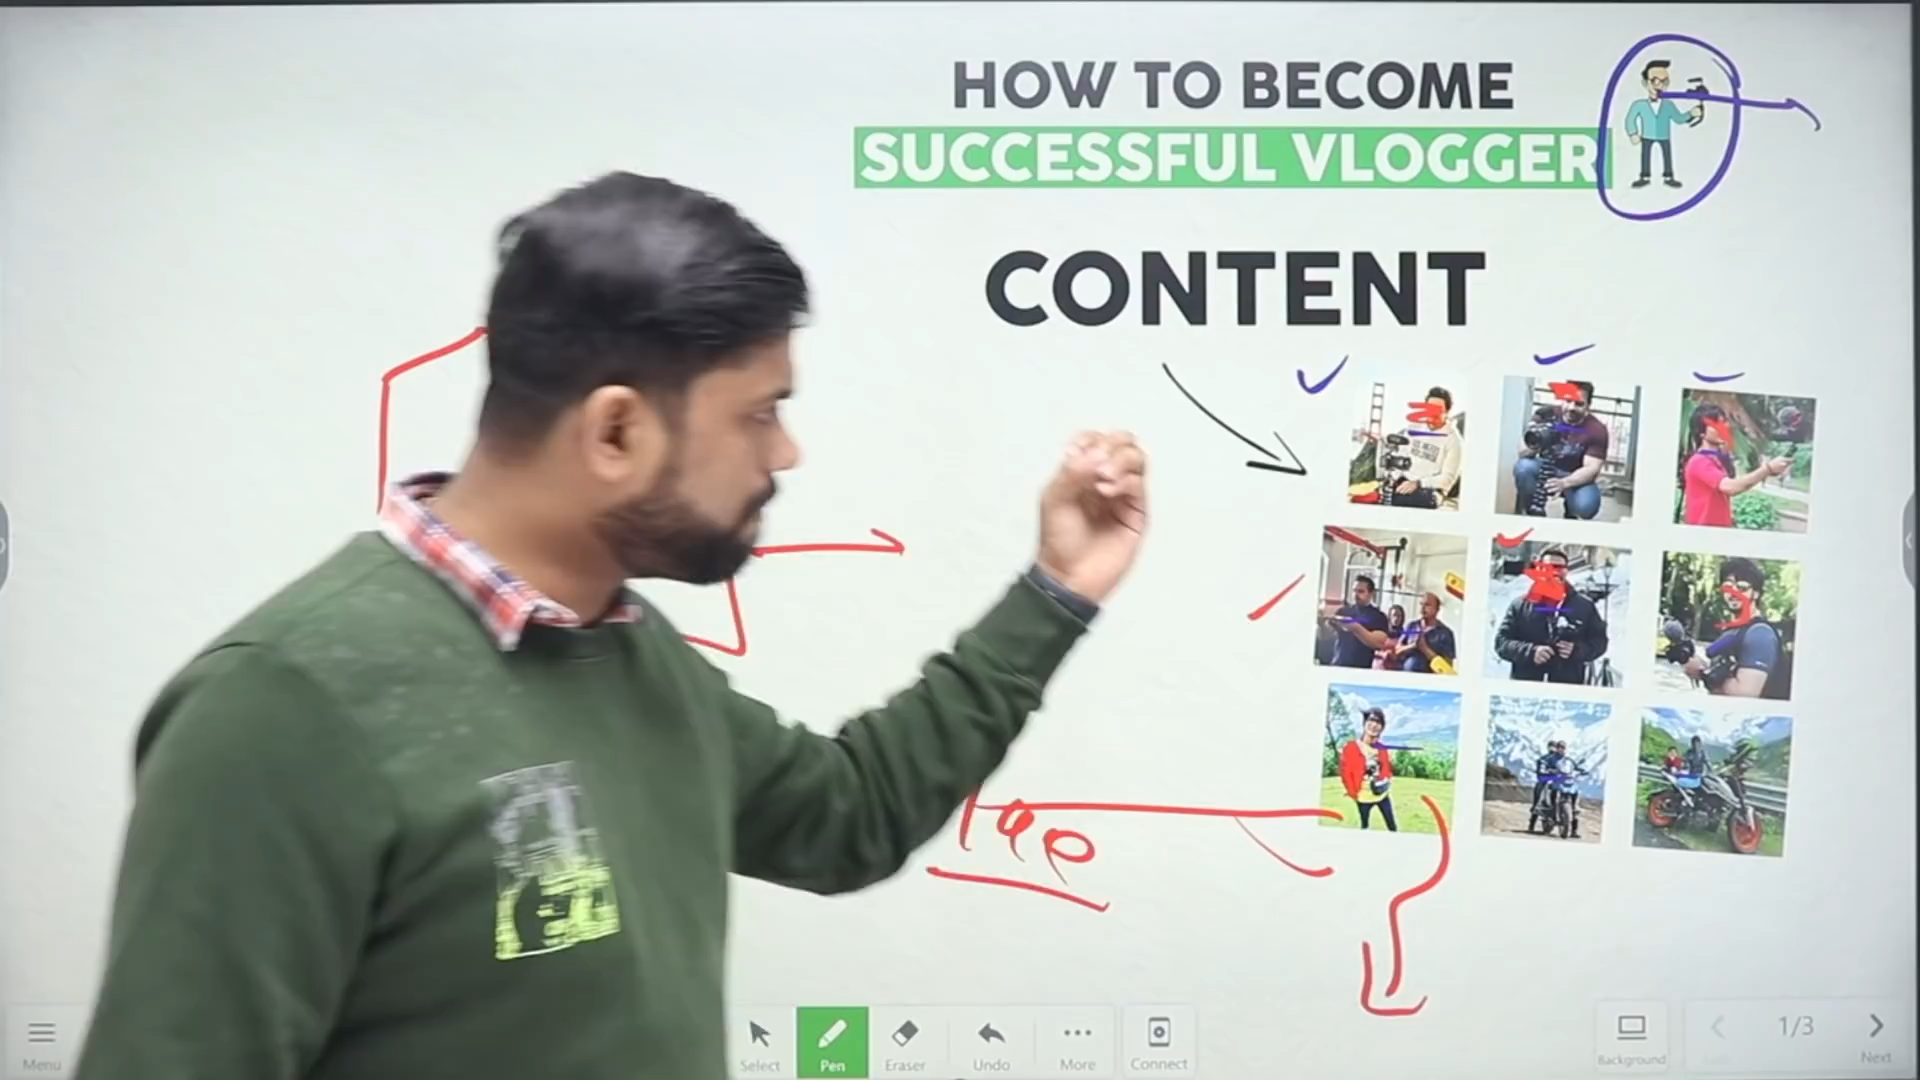 HOW TO BECOME
SUCCESSFUL VLOGGER
CONTENT
Menu
Select
Pen
Eraser
Undo
More
Connect
Background
1/3
Next